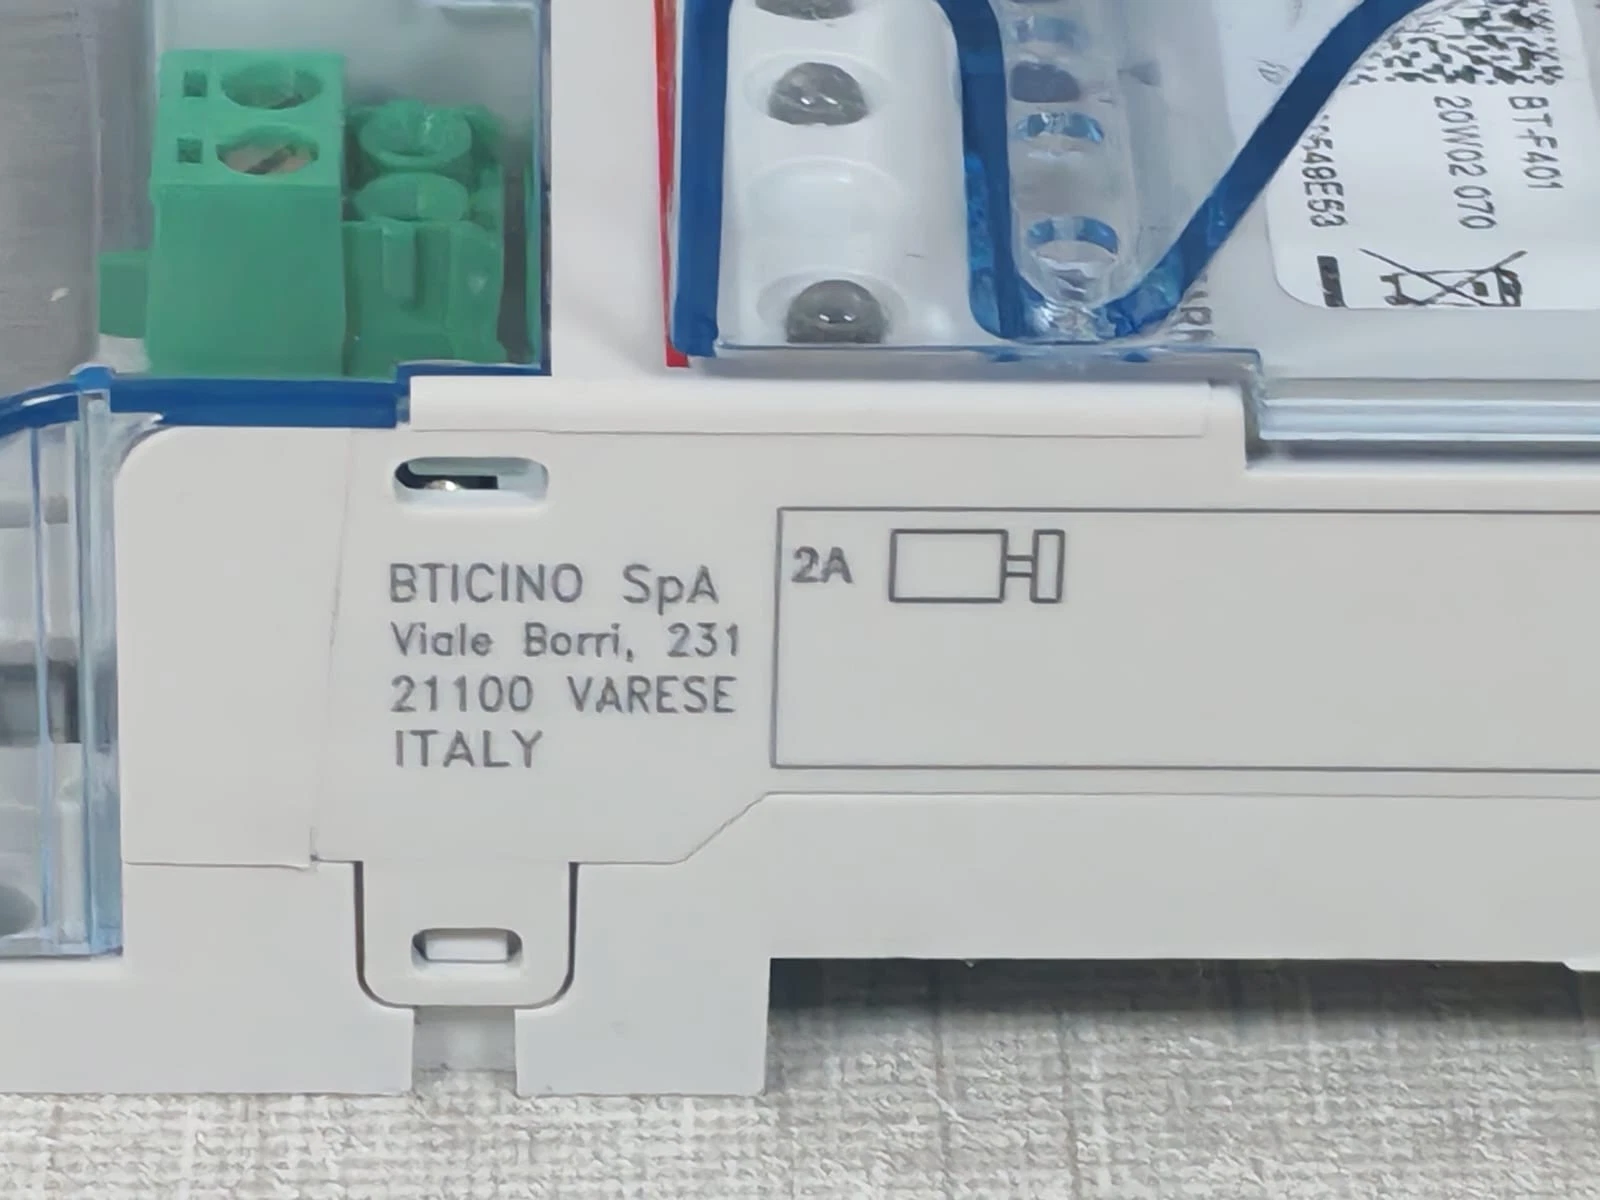 BT-F401
20W02 070
BTICINO SpA
Viale Borri, 231
21100 VARESE
ITALY
2A